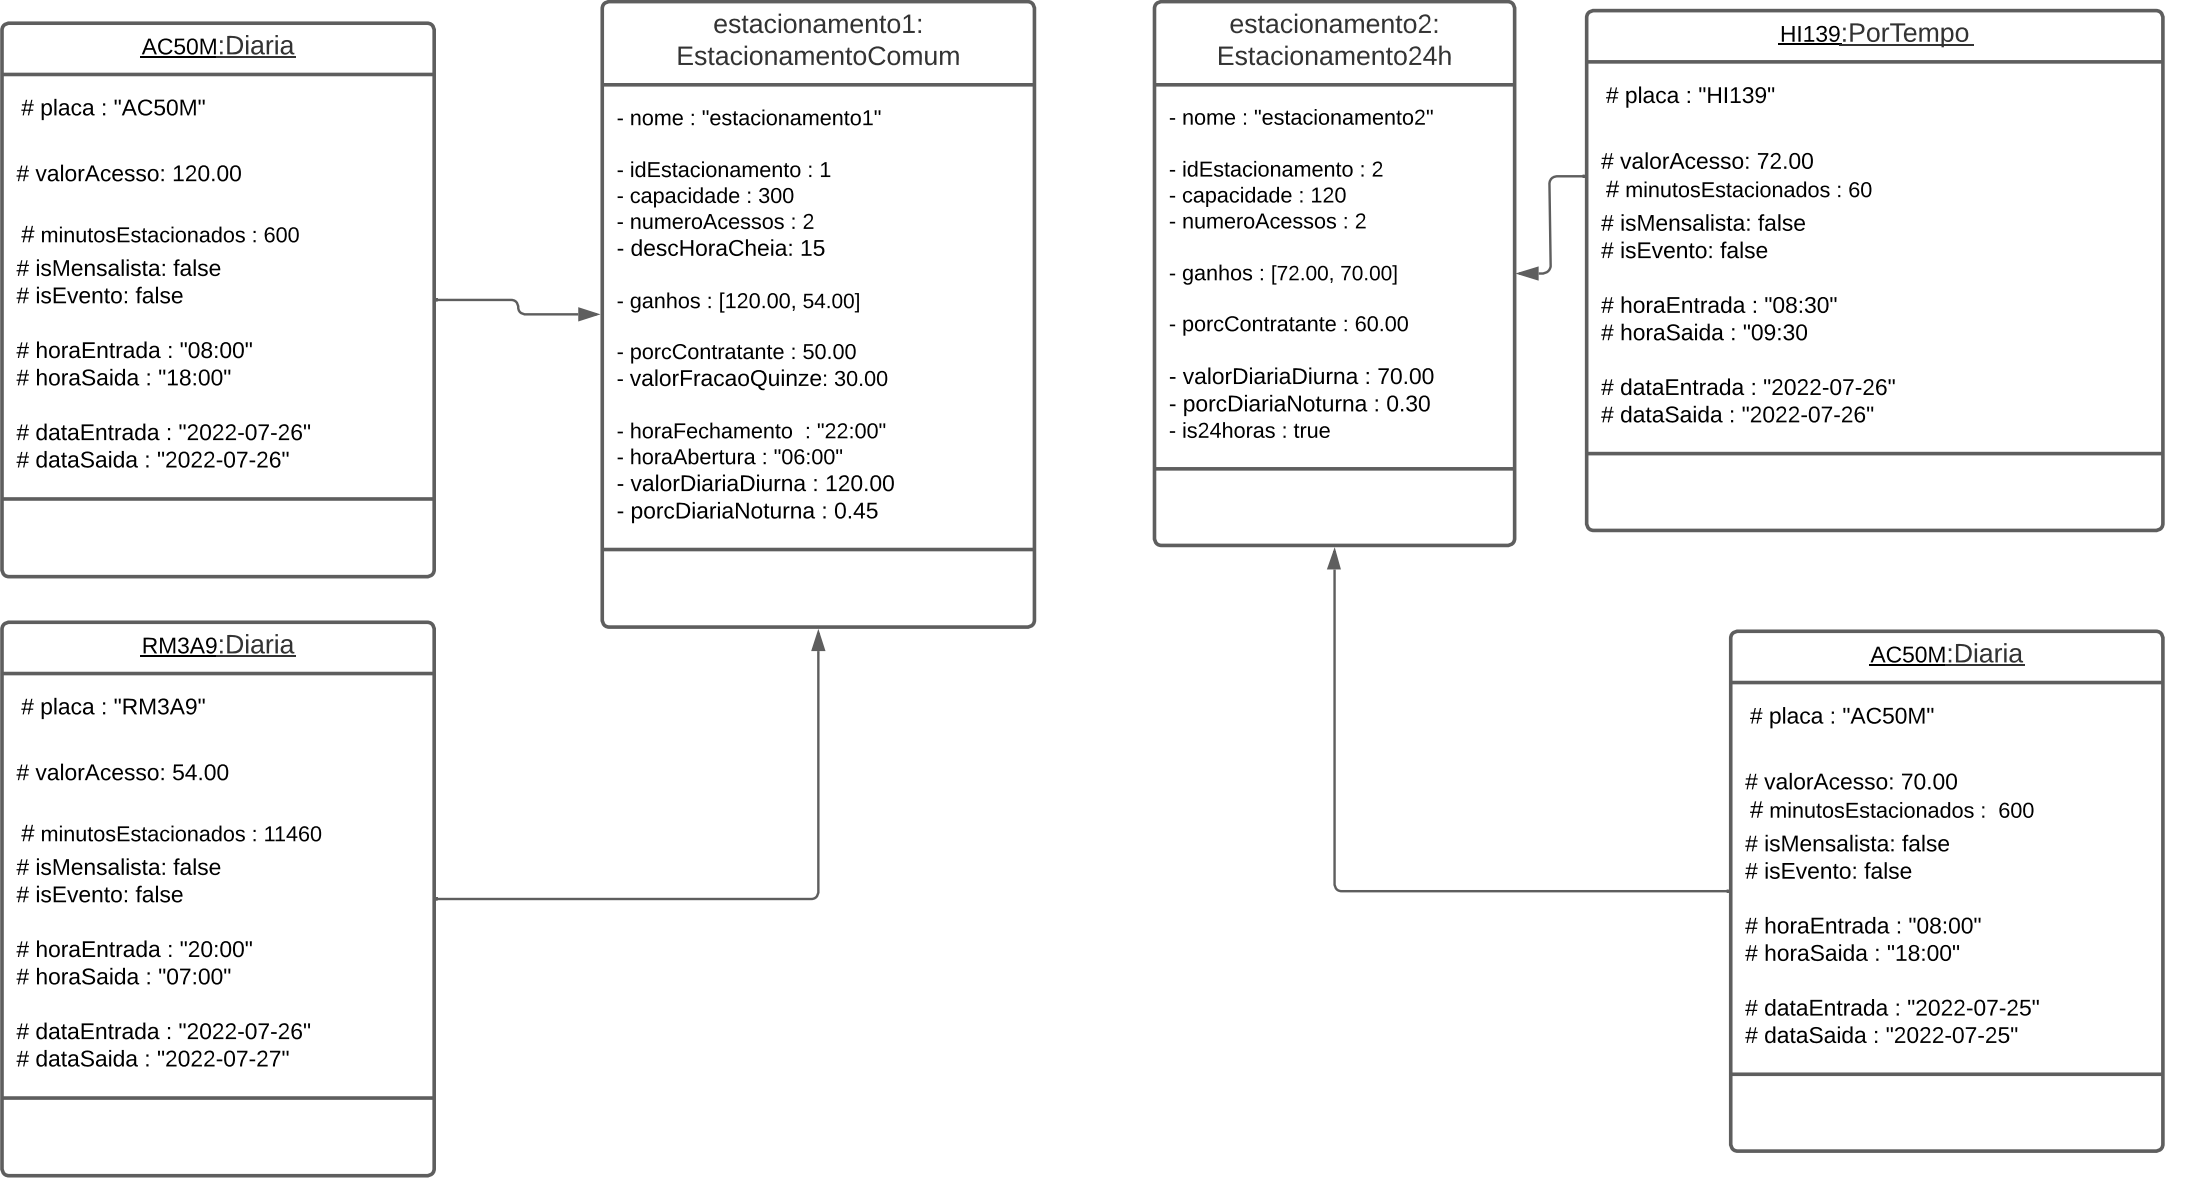 AC50M:Diaria
# placa : "AC50M"
# valorAcesso: 120.00
# minutosEstacionados : 600
# isMensalista: false
# isEvento: false
# horaEntrada : "08:00"
# horaSaida : "18:00"
# dataEntrada : "2022-07-26"
# dataSaida : "2022-07-26"
estacionamento1:
EstacionamentoComum
- nome : "estacionamento1"
- idEstacionamento : 1
- capacidade : 300
- numeroAcessos : 2
- descHoraCheia: 15
- ganhos : [120.00, 54.00]
- porcContratante : 50.00
- valorFracaoQuinze: 30.00
- horaFechamento  : "22:00"
- horaAbertura : "06:00"
- valorDiariaDiurna : 120.00
- porcDiariaNoturna : 0.45
estacionamento2:
Estacionamento24h
- nome : "estacionamento2"
- idEstacionamento : 2
- capacidade : 120
- numeroAcessos : 2
- ganhos : [72.00, 70.00]
- porcContratante : 60.00
- valorDiariaDiurna : 70.00
- porcDiariaNoturna : 0.30
- is24horas : true
HI139:PorTempo
# placa : "HI139"
# valorAcesso: 72.00
# minutosEstacionados : 60
# isMensalista: false
# isEvento: false
# horaEntrada : "08:30"
# horaSaida : "09:30
# dataEntrada : "2022-07-26"
# dataSaida : "2022-07-26"
RM3A9:Diaria
# placa : "RM3A9"
# valorAcesso: 54.00
# minutosEstacionados : 11460
# isMensalista: false
# isEvento: false
# horaEntrada : "20:00"
# horaSaida : "07:00"
# dataEntrada : "2022-07-26"
# dataSaida : "2022-07-27"
AC50M:Diaria
# placa : "AC50M"
# valorAcesso: 70.00
# minutosEstacionados :  600
# isMensalista: false
# isEvento: false
# horaEntrada : "08:00"
# horaSaida : "18:00"
# dataEntrada : "2022-07-25"
# dataSaida : "2022-07-25"